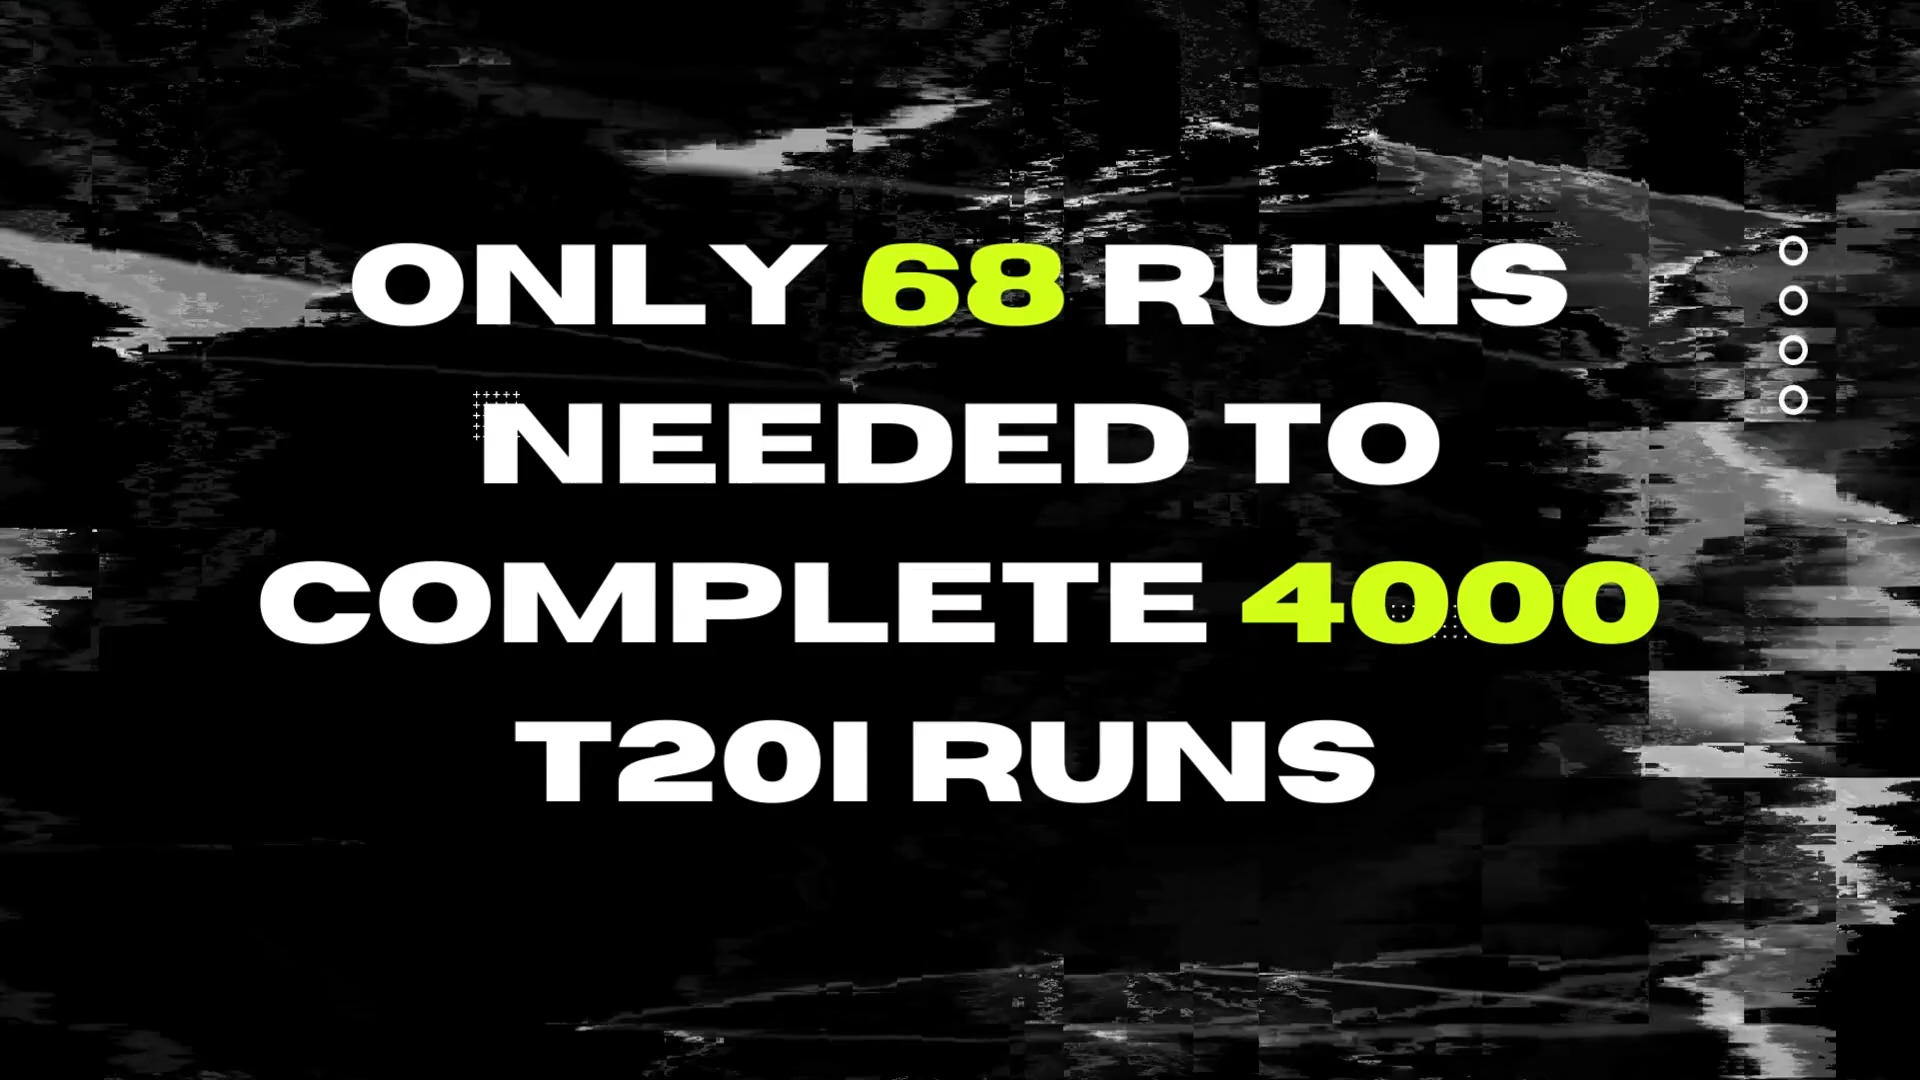 ONLY 68 RUNS
NEEDED TO
COMPLETE 4000
T20I RUNS